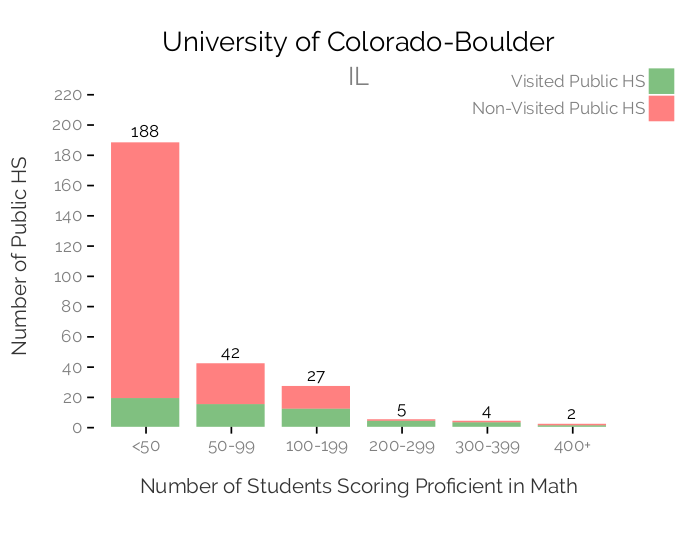 University of Colorado-Boulder
IL
Visited Public HS
Non-Visited Public HS
Number of Public HS
220
200
180
160
140
120
100
80
60
40
20
0
188
42
27
5
4
2
<50 50-99 100-199 200-299 300-399 400+
Number of Students Scoring Proficient in Math